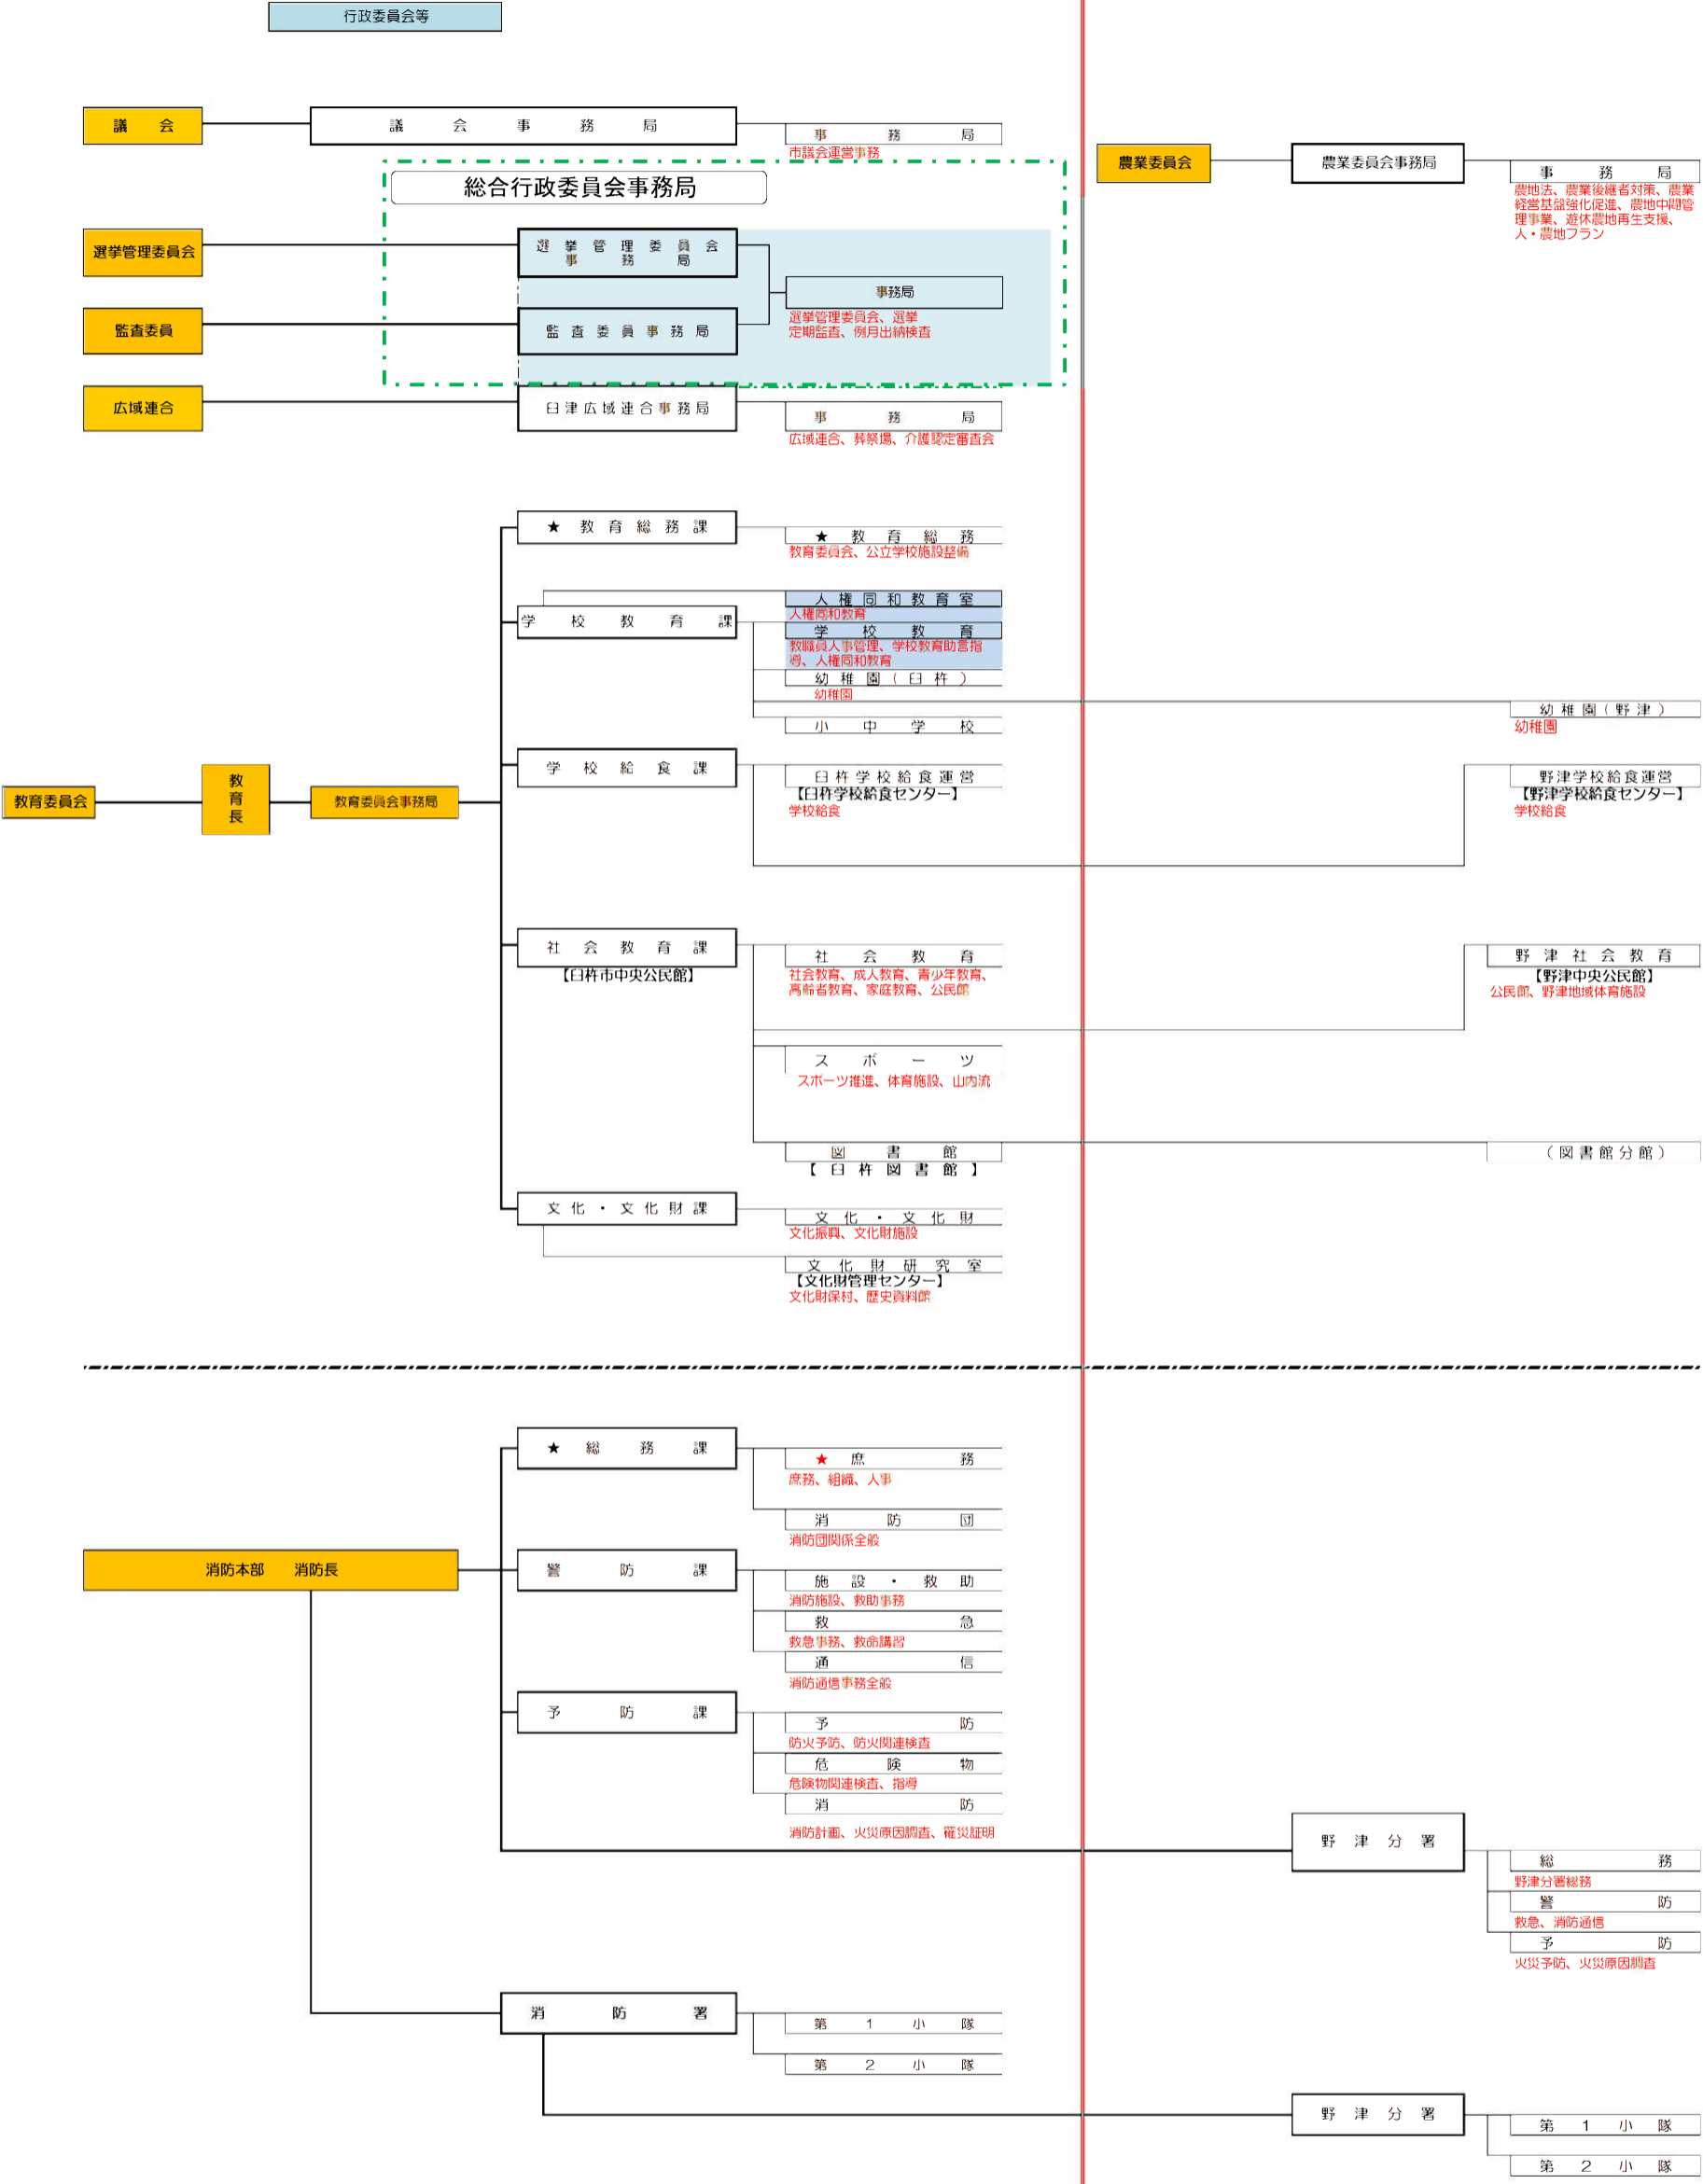 行政委員会等
議会
議会事務局
事務局
市議会運営事務
農業委員会
農業委員会事務局
事務局
農地法、農業後継者対策、農業
経営基盤強化促進、農地中間管
理事業、遊休農地再生支援、
人・農地プラン
総合行政委員会事務局
選挙管理委員会
選挙管理委員会
事務局
事務局
選挙管理委員会、選挙
定期監査、例月出納検査
監査委員
監査委員事務局
広域連合
臼津広域連合事務局
事務局
広域連合、葬祭場、介護認定審査会
★教育総務課
★教育総務
教育委員会、公立学校施設整備
人権同和教育室
人権同和教育
学校教育課
学校教育
教職員人事管理、学校教育助言指
導、人権同和教育
幼稚園(臼杵)
幼稚園
幼稚園(野津)
幼稚園
小中学校
学校給食課
臼杵学校給食運営
【臼杵学校給食センター】
学校給食
野津学校給食運営
【野津学校給食センター】
学校給食
教育委員会
教育長
教育委員会事務局
社会教育課
【臼杵市中央公民館】
社会教育
社会教育、成人教育、青少年教育、
高齢者教育、家庭教育、公民館
野津社会教育
【野津中央公民館】
公民館、野津地域体育施設
スポーツ
スポーツ推進、体育施設、山内流
図書館
【臼杵図書館】
(図書館分館)
文化・文化財課
文化・文化財
文化振興、文化財施設
文化財研究室
【文化財管理センター】
文化財保村、歴史資料館
★総務課
★庶務
庶務、組織、人事
消防団
消防団関係全般
消防本部　消防長
警防課
施設・救助
消防施設、救助事務
救急
救急事務、救命講習
通信
消防通信事務全般
予防課
予防
防火予防、防火関連検査
危険物
危険物関連検査、指導
消防
消防計画、火災原因調査、罹災証明
野津分署
総務
野津分署総務
警防
救急、消防通信
予防
火災予防、火災原因調査
消防署
第1小隊
第2小隊
野津分署
第1小隊
第2小隊